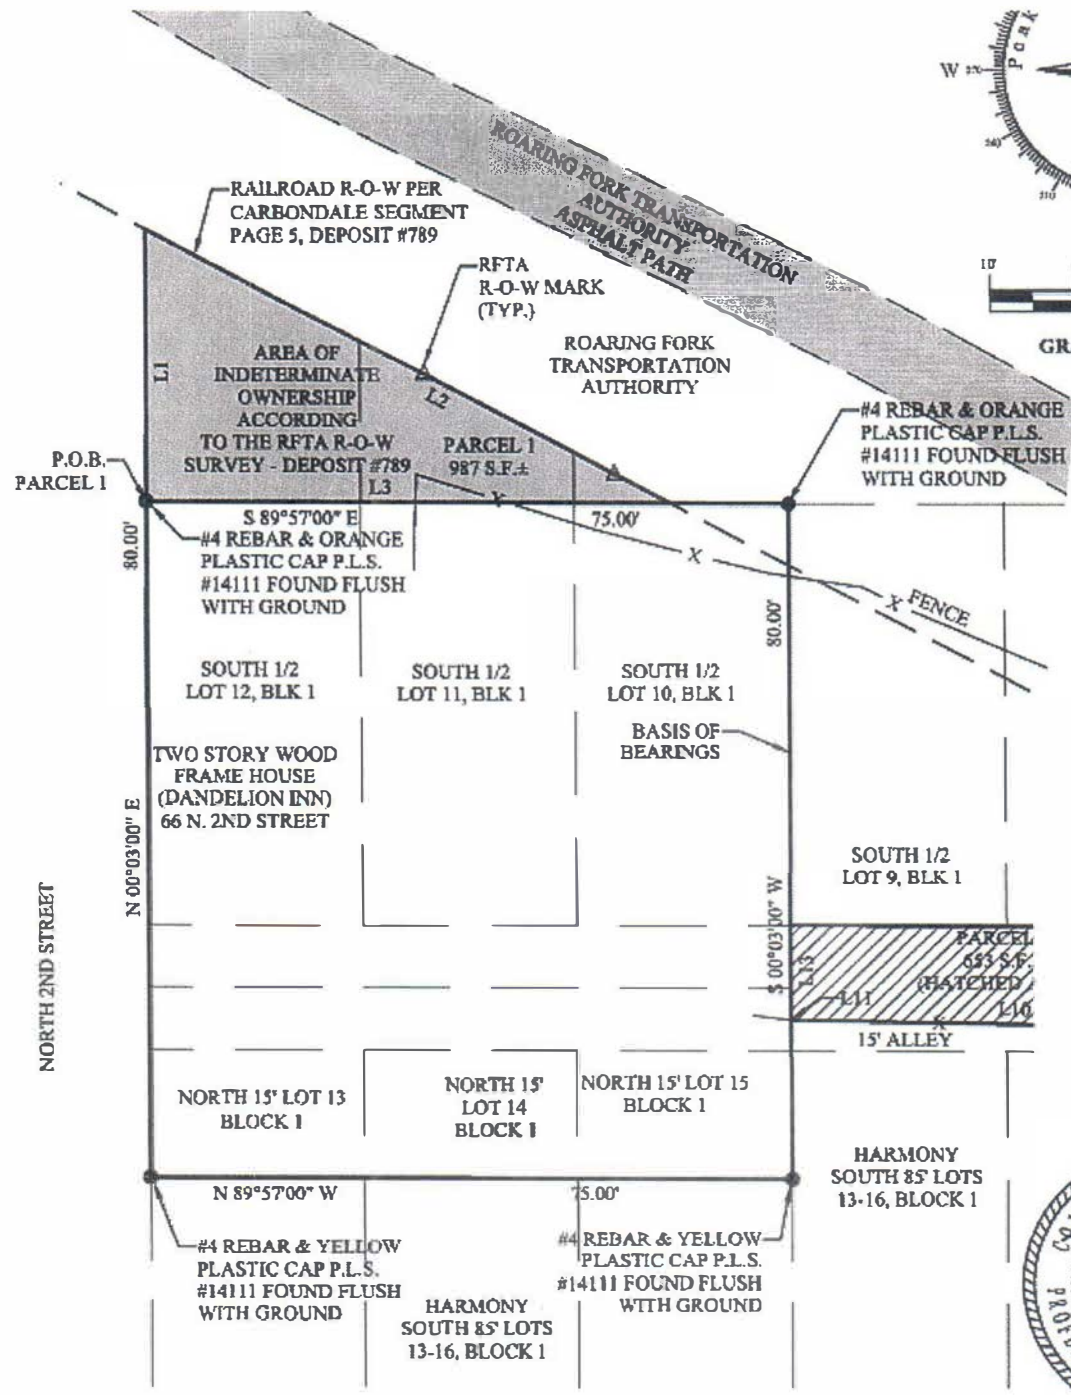 Peak
W 270
240
210
10'
GR
ROARING FORK TRANSPORTATION
AUTHORITY
ASPHALT PATH
RAILROAD R-O-W PER
CARBONDALE SEGMENT
PAGE 5, DEPOSIT #789
RFTA
R-O-W MARK
(TYP.)
ROARING FORK
TRANSPORTATION
AUTHORITY
L1
AREA OF
INDETERMINATE
OWNERSHIP
ACCORDING
TO THE RFTA R-O-W
SURVEY - DEPOSIT #789
L2
PARCEL 1
987 S.F.±
L3
#4 REBAR & ORANGE
PLASTIC CAP P.L.S.
#14111 FOUND FLUSH
WITH GROUND
P.O.B.
PARCEL 1
S 89°57'00" E
75.00'
80.00'
#4 REBAR & ORANGE
PLASTIC CAP P.L.S.
#14111 FOUND FLUSH
WITH GROUND
X
X
X FENCE
80.00'
SOUTH 1/2
LOT 12, BLK 1
SOUTH 1/2
LOT 11, BLK 1
SOUTH 1/2
LOT 10, BLK 1
BASIS OF
BEARINGS
TWO STORY WOOD
FRAME HOUSE
(DANDELION INN)
66 N. 2ND STREET
N 00°03'00" E
SOUTH 1/2
LOT 9, BLK 1
NORTH 2ND STREET
S 00°03'00" W
L13
PARCEL
653 S.F.
(HATCHED
L11
L10
X
15' ALLEY
NORTH 15' LOT 13
BLOCK 1
NORTH 15'
LOT 14
BLOCK 1
NORTH 15' LOT 15
BLOCK 1
HARMONY
SOUTH 85' LOTS
13-16, BLOCK 1
N 89°57'00" W
75.00'
#4 REBAR & YELLOW
PLASTIC CAP P.L.S.
#14111 FOUND FLUSH
WITH GROUND
#4 REBAR & YELLOW
PLASTIC CAP P.L.S.
#14111 FOUND FLUSH
WITH GROUND
HARMONY
SOUTH 85' LOTS
13-16, BLOCK 1
CO
PROFE